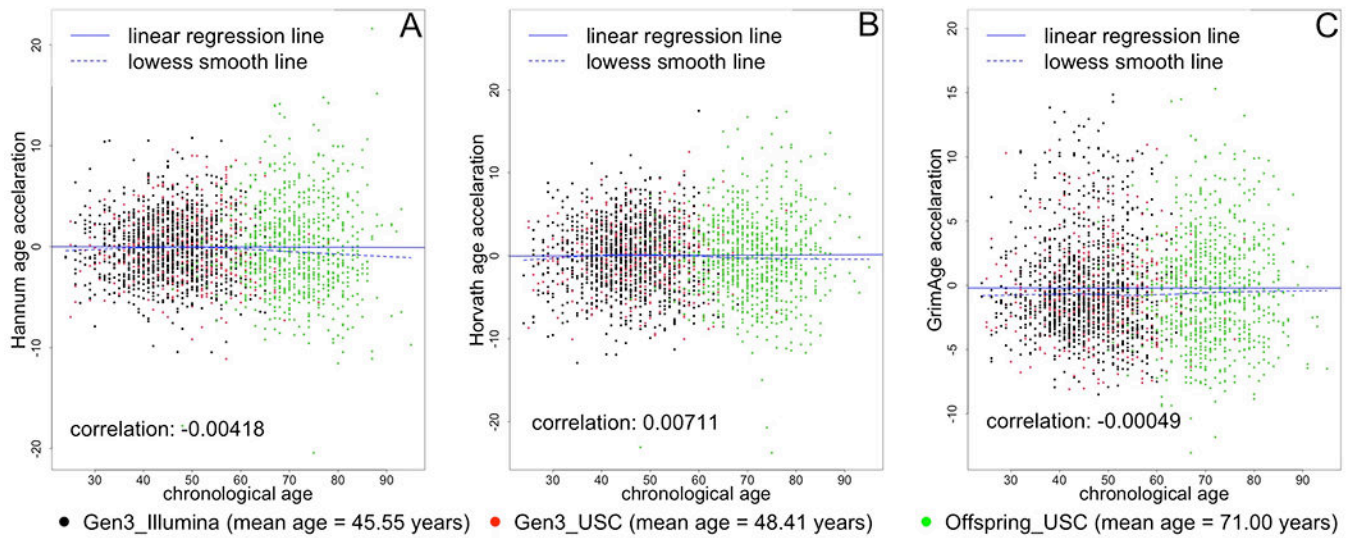 A
linear regression line
lowess smooth line
Hannum age accelaration
20
10
0
-10
-20
correlation: -0.00418
30 40 50 60 70 80 90
chronological age
B
linear regression line
lowess smooth line
Horvath age accelaration
20
10
0
-10
-20
correlation: 0.00711
30 40 50 60 70 80 90
chronological age
C
linear regression line
lowess smooth line
GrimAge accelaration
20
15
10
5
0
-5
-10
correlation: -0.00049
30 40 50 60 70 80 90
chronological age
Gen3_Illumina (mean age = 45.55 years) Gen3_USC (mean age = 48.41 years) Offspring_USC (mean age = 71.00 years)